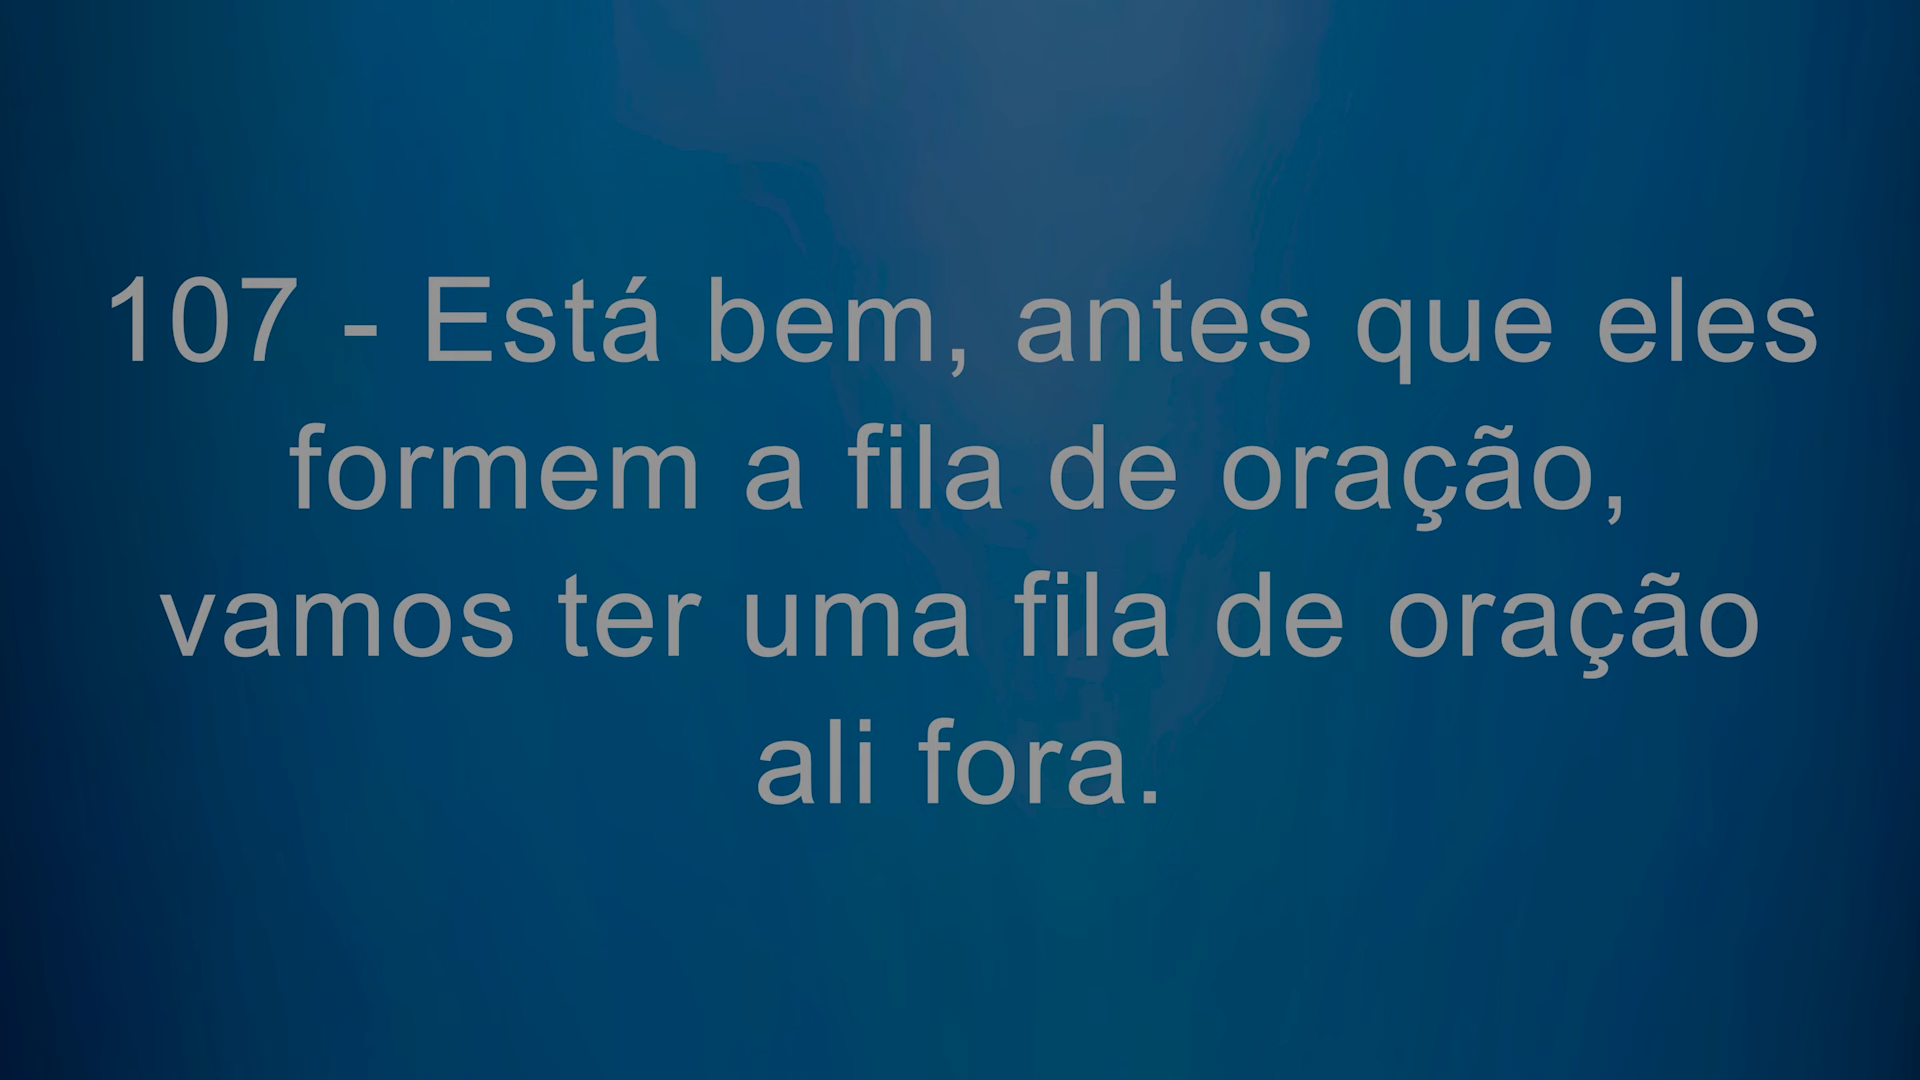 107 - Está bem, antes que eles
formem a fila de oração,
vamos ter uma fila de oração
ali fora.